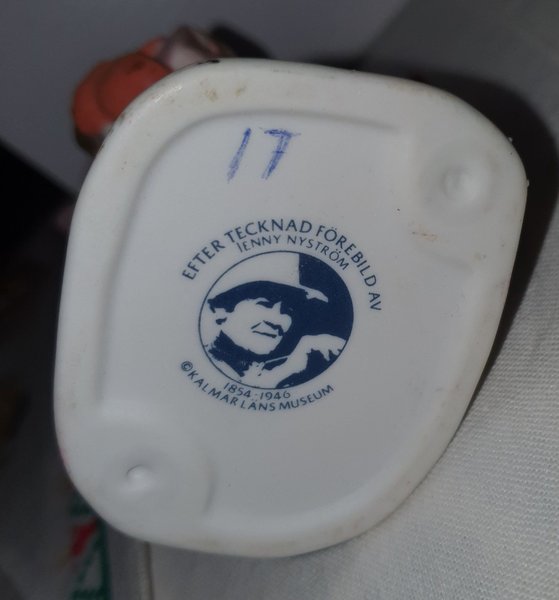 17
EFTER TECKNAD FÖREBILD AV
JENNY NYSTRÖM
1854-1946
©KALMAR LÄNS MUSEUM